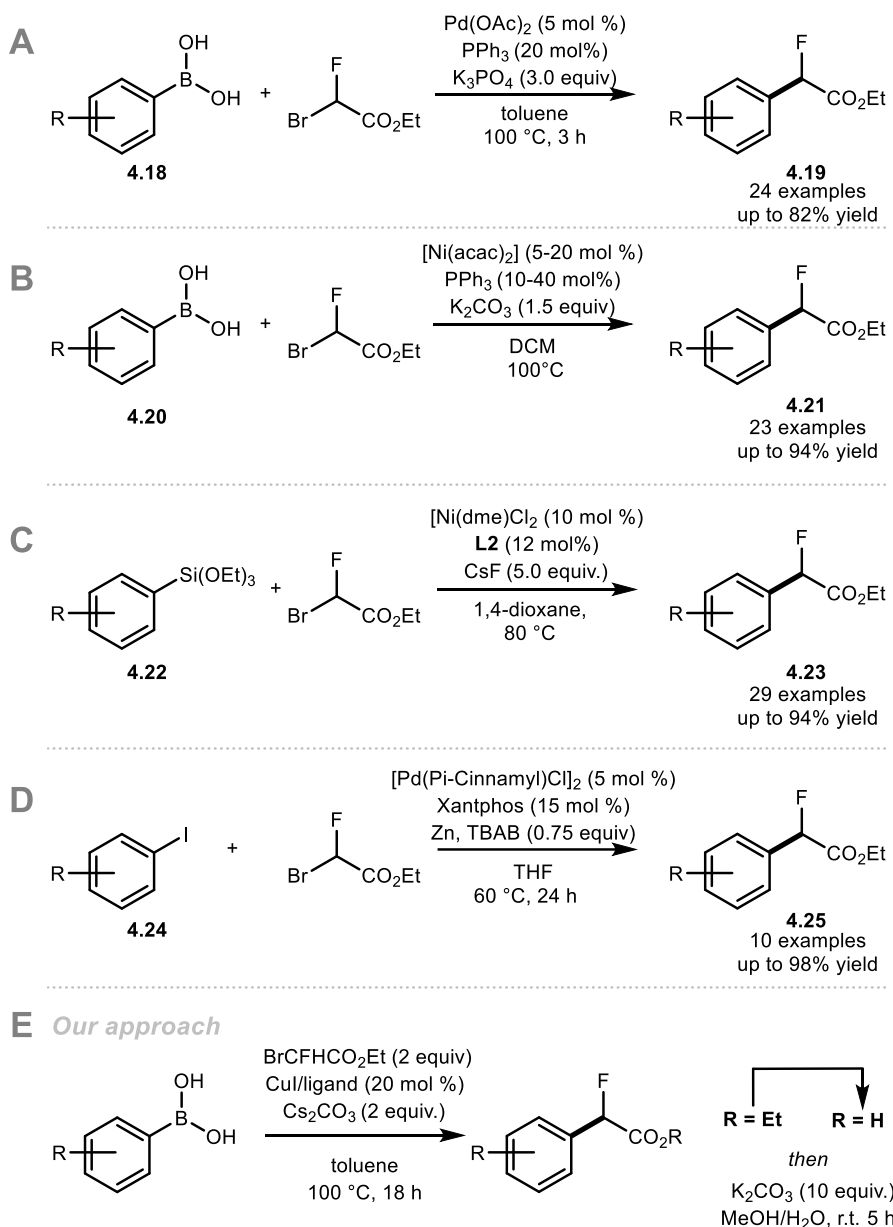 A
OH
B
OH
R
4.18
+
F
Br
CO2Et
Pd(OAc)2 (5 mol %)
PPh3 (20 mol%)
K3PO4 (3.0 equiv)
toluene
100 °C, 3 h
F
CO2Et
R
4.19
24 examples
up to 82% yield
B
OH
B
OH
R
4.20
+
F
Br
CO2Et
[Ni(acac)2] (5-20 mol %)
PPh3 (10-40 mol%)
K2CO3 (1.5 equiv)
DCM
100°C
F
CO2Et
R
4.21
23 examples
up to 94% yield
C
Si(OEt)3
R
4.22
+
F
Br
CO2Et
[Ni(dme)Cl2 (10 mol %)
L2 (12 mol%)
CsF (5.0 equiv.)
1,4-dioxane,
80 °C
F
CO2Et
R
4.23
29 examples
up to 94% yield
D
I
R
4.24
+
F
Br
CO2Et
[Pd(Pi-Cinnamyl)Cl]2 (5 mol %)
Xantphos (15 mol %)
Zn, TBAB (0.75 equiv)
THF
60 °C, 24 h
F
CO2Et
R
4.25
10 examples
up to 98% yield
E Our approach
OH
B
OH
R
BrCFHCO2Et (2 equiv)
CuI/ligand (20 mol %)
Cs2CO3 (2 equiv.)
toluene
100 °C, 18 h
F
CO2R
R
R = Et R = H
then
K2CO3 (10 equiv.)
MeOH/H2O, r.t. 5 h